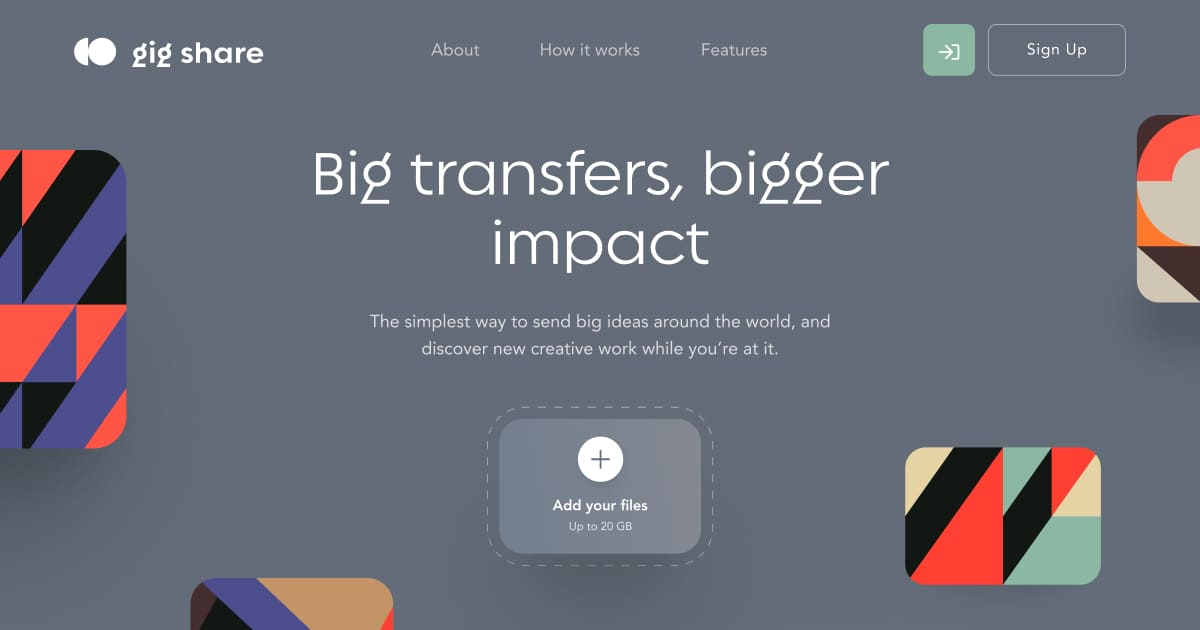 gig share
About
How it works
Features
Sign Up
Big transfers, bigger
impact
The simplest way to send big ideas around the world, and
discover new creative work while you’re at it.
Add your files
Up to 20 GB